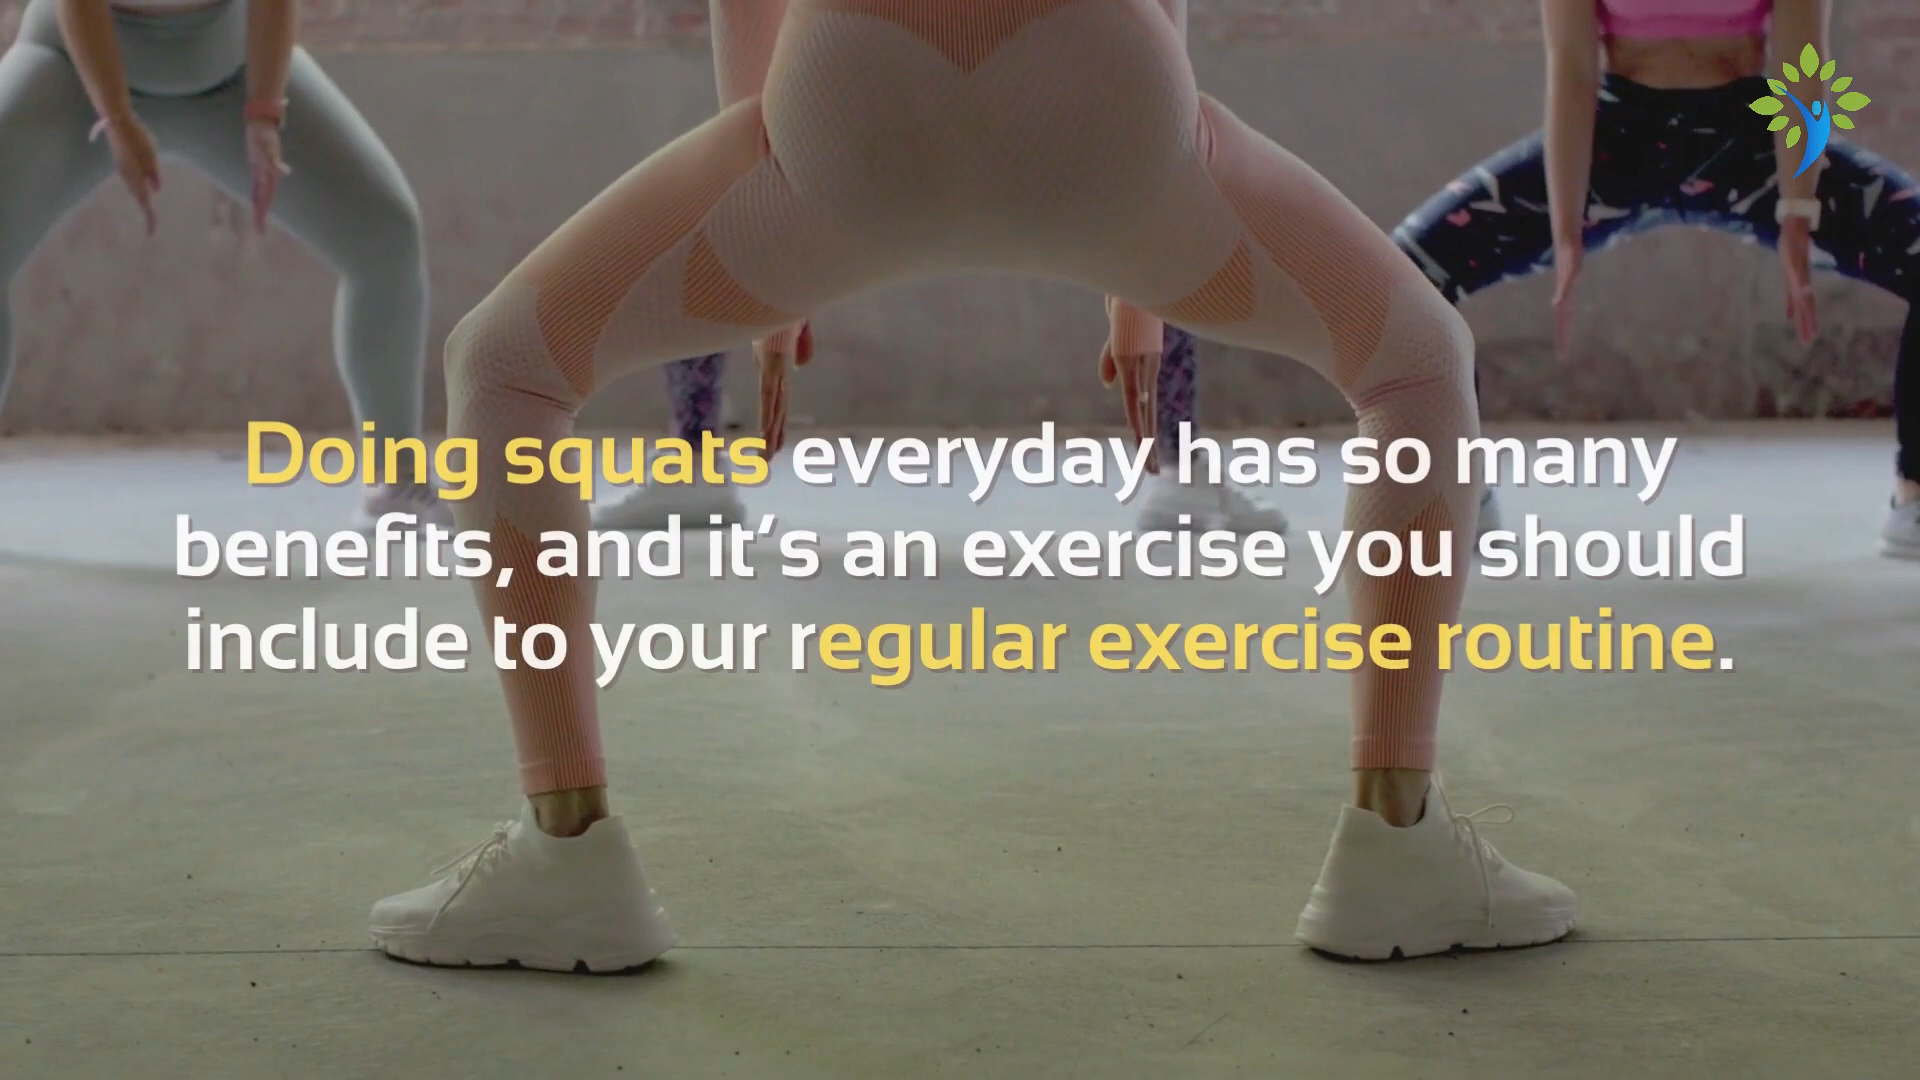 Doing squats everyday has so many
benefits, and it’s an exercise you should
include to your regular exercise routine.